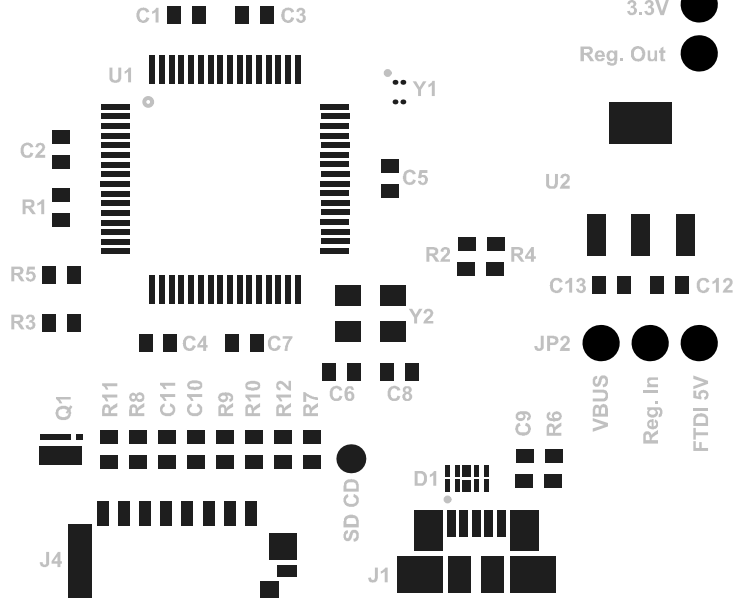 C1
C3
3.3V
Reg. Out
U1
Y1
C2
C5
U2
R1
R2
R4
R5
C13
C12
R3
Y2
C4
C7
JP2
C6
C8
VBUS
Reg. In
FTDI 5V
Q1
R11
R8
C11
C10
R9
R10
R12
R7
C9
R6
D1
SD CD
J4
J1